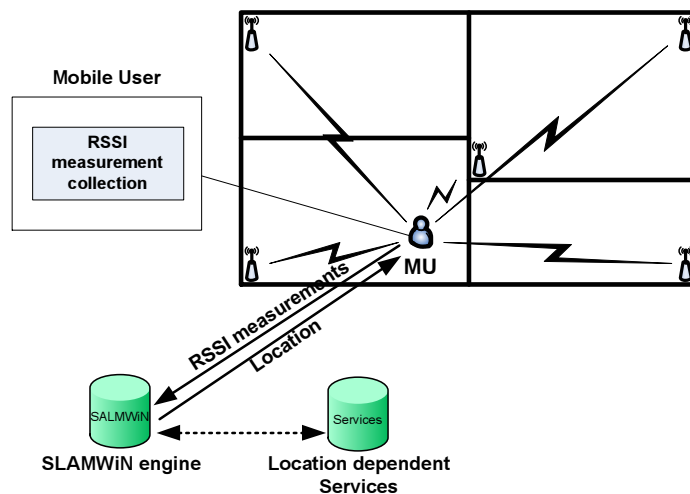 Mobile User
RSSI
measurement
collection
MU
RSSI measurements
Location
SALMWiN
Services
SLAMWiN engine
Location dependent
Services